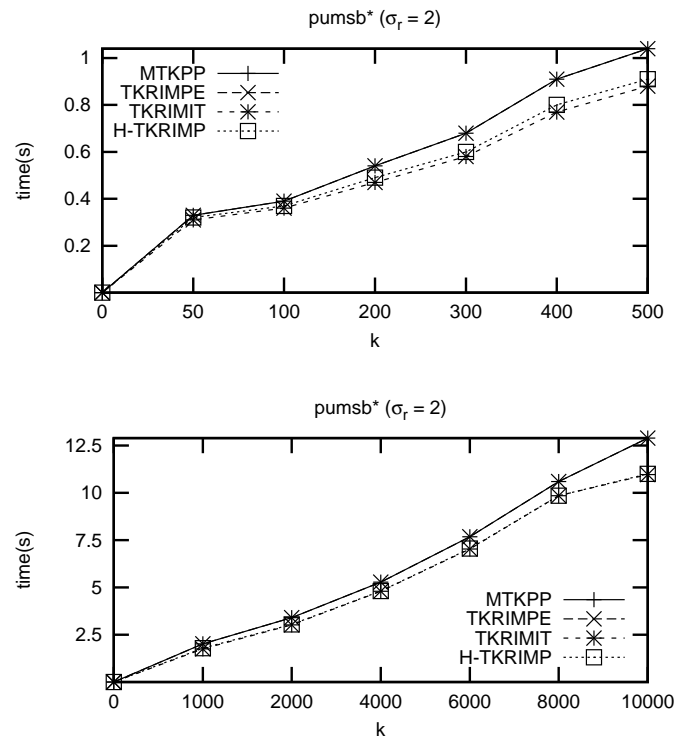 pumsb* (σr = 2)
1
0.8
0.6
0.4
0.2
time(s)
MTKPP
TKRIMPE
TKRIMIT
H-TKRIMP
0 50 100 200 300 400 500
k
pumsb* (σr = 2)
12.5
10
7.5
5
2.5
time(s)
MTKPP
TKRIMPE
TKRIMIT
H-TKRIMP
0 1000 2000 4000 6000 8000 10000
k